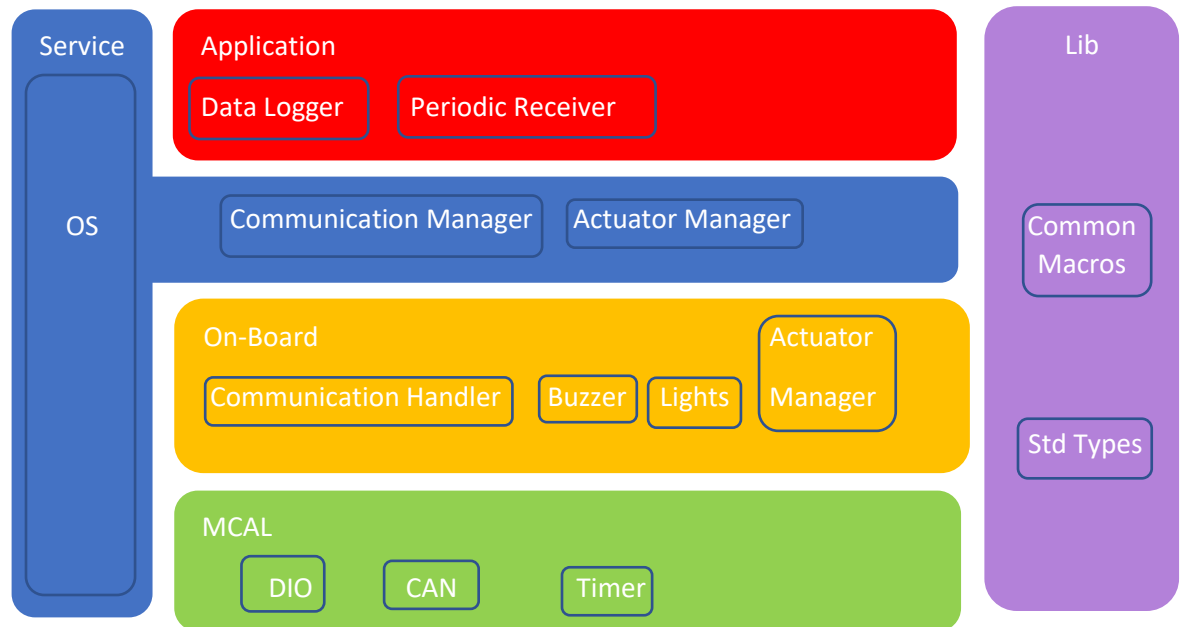 Service
OS
Application
Data Logger
Periodic Receiver
Communication Manager
Actuator Manager
On-Board
Communication Handler
Buzzer
Lights
Actuator
Manager
MCAL
DIO
CAN
Timer
Lib
Common
Macros
Std Types